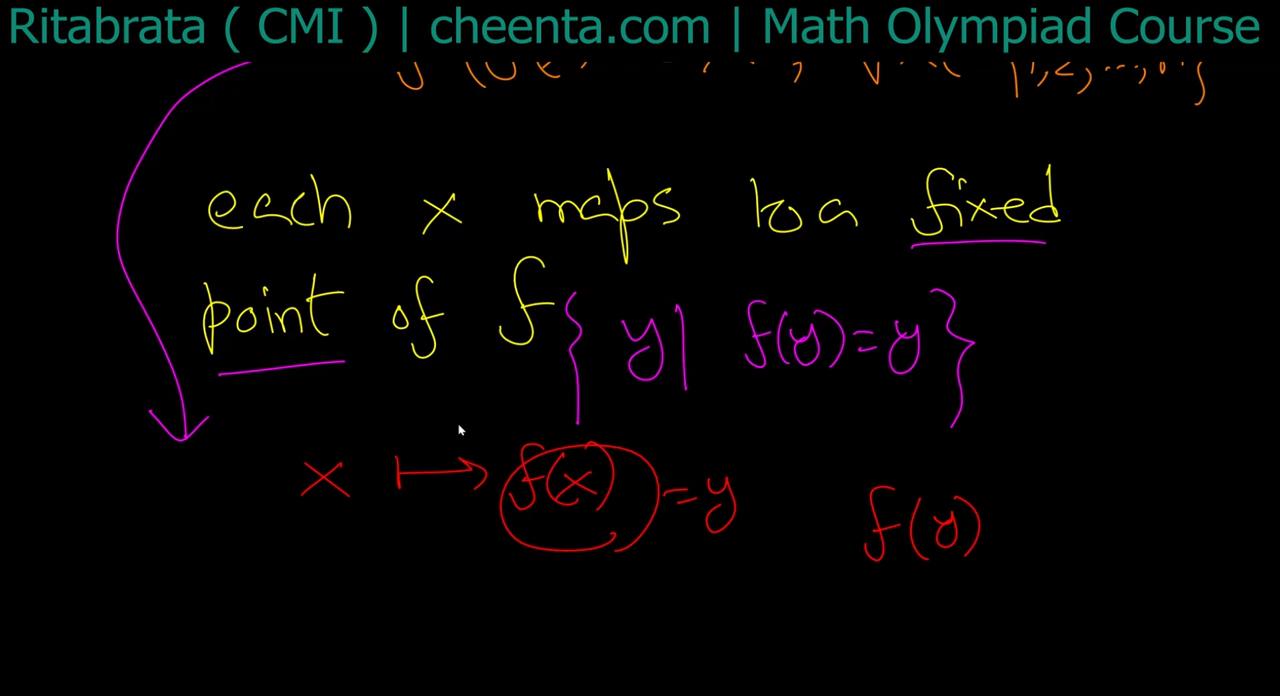 Ritabrata ( CMI ) | cheenta.com | Math Olympiad Course
each x maps to a fixed
point of f { y | f(y) = y }
x ↦ f(x) = y f(y)